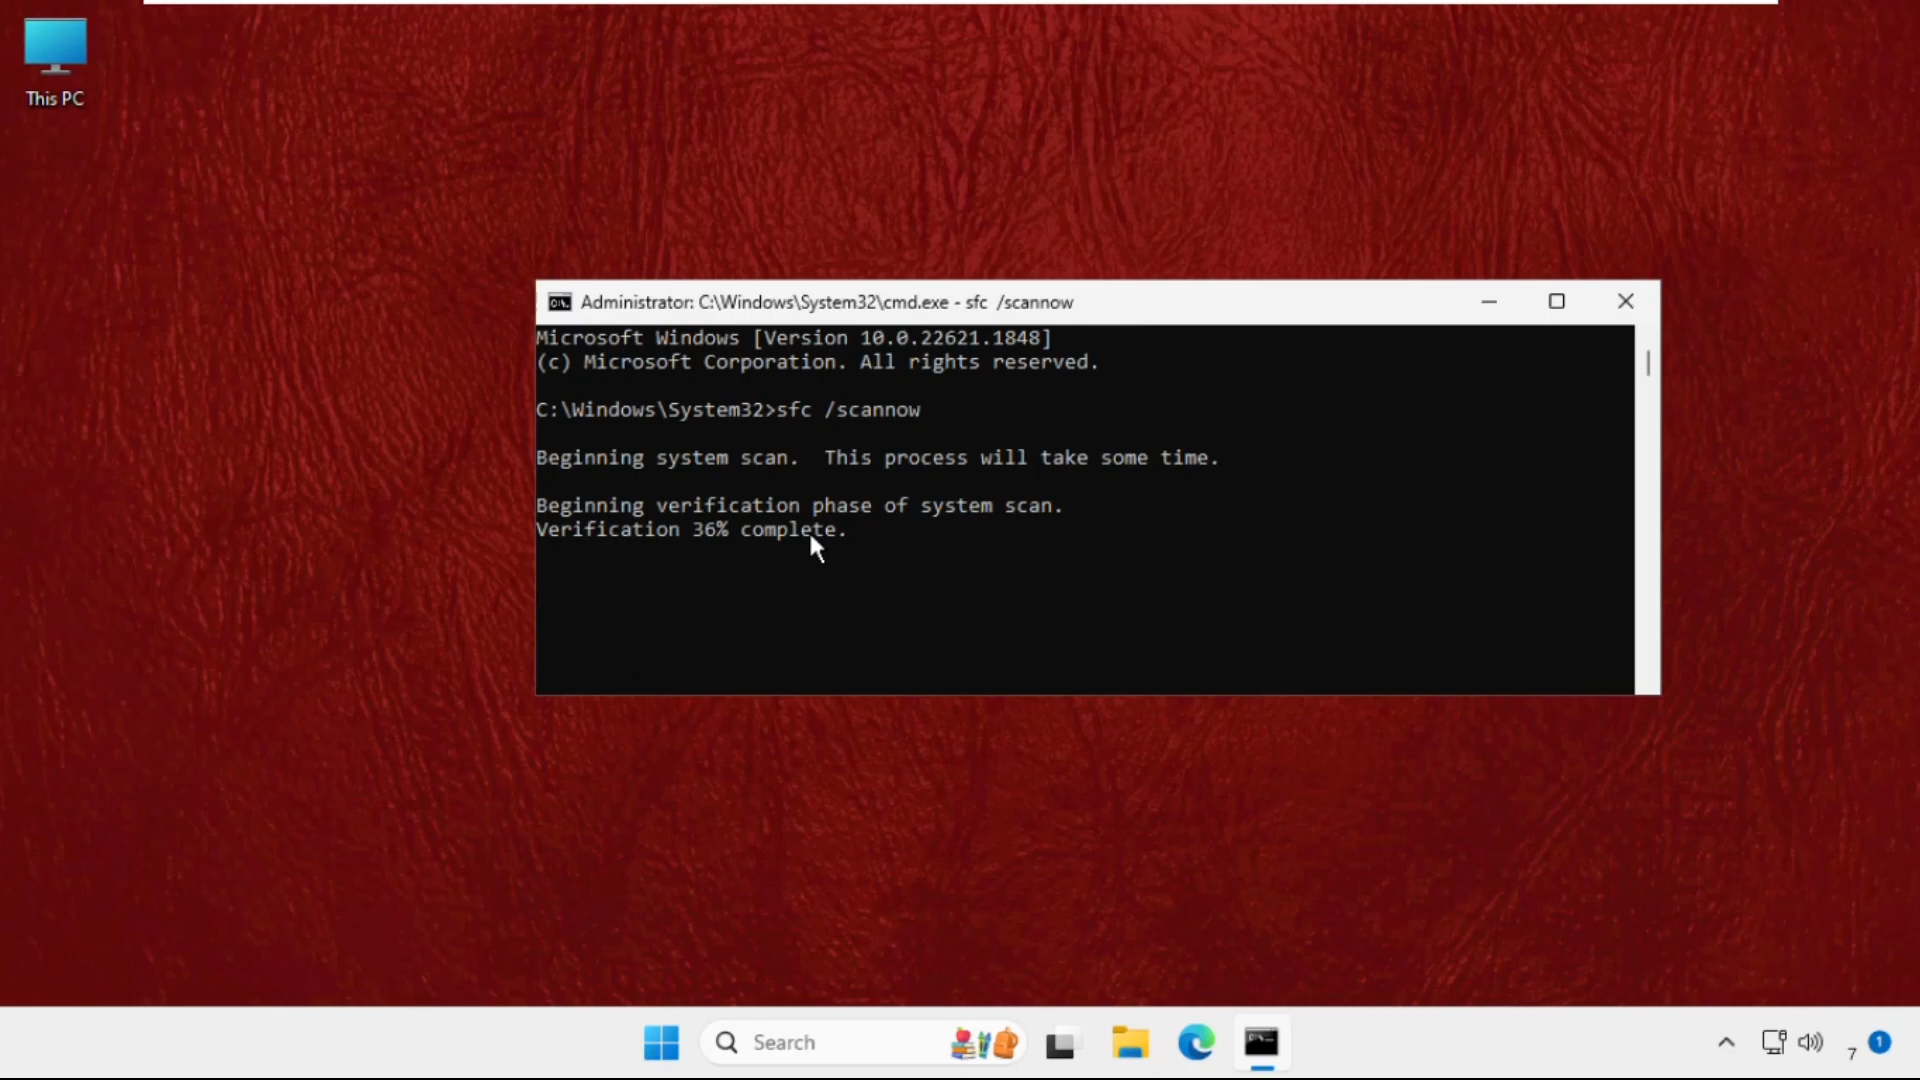 This PC
Administrator: C:\Windows\System32\cmd.exe - sfc  /scannow
Microsoft Windows [Version 10.0.22621.1848]
(c) Microsoft Corporation. All rights reserved.
C:\Windows\System32>sfc /scannow
Beginning system scan.  This process will take some time.
Beginning verification phase of system scan.
Verification 36% complete.
Search
7
1